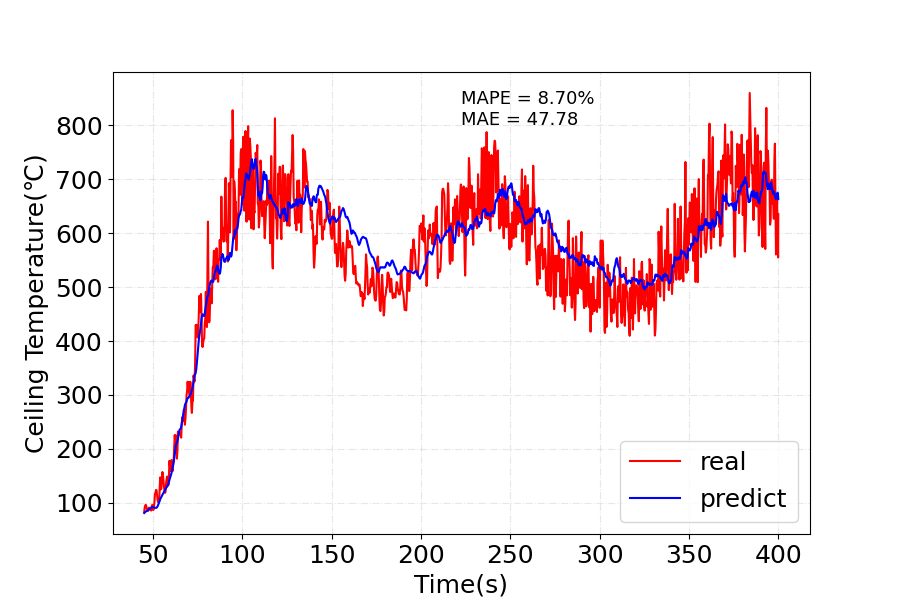 MAPE = 8.70%
MAE = 47.78
800
700
600
500
400
300
200
100
Ceiling Temperature(℃)
real
predict
50 100 150 200 250 300 350 400
Time(s)